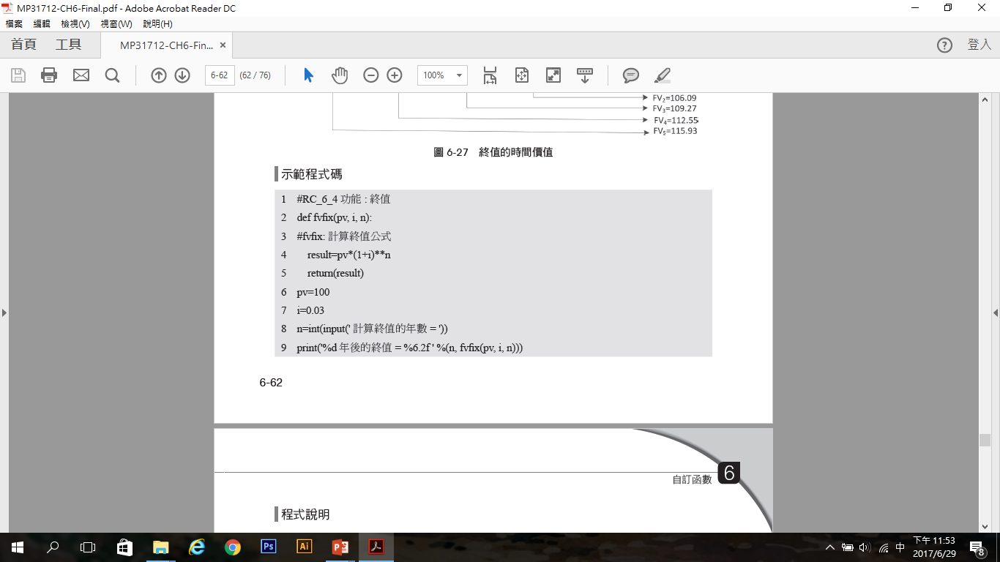 MP31712-CH6-Final.pdf - Adobe Acrobat Reader DC
檔案 編輯 檢視(V) 視窗(W) 說明(H)
首頁 工具 MP31712-CH6-Fin... × 登入
6-62 (62 / 76) 100%
FV2=106.09
FV3=109.27
FV4=112.55
FV5=115.93
圖 6-27 終值的時間價值
示範程式碼
1 #RC_6_4 功能 : 終值
2 def fvfix(pv, i, n):
3 #fvfix: 計算終值公式
4 result=pv*(1+i)**n
5 return(result)
6 pv=100
7 i=0.03
8 n=int(input(' 計算終值的年數 = '))
9 print('%d 年後的終值 = %6.2f ' %(n, fvfix(pv, i, n)))
6-62
自訂函數 6
程式說明
Ps Ai 中 下午 11:53
2017/6/29 8